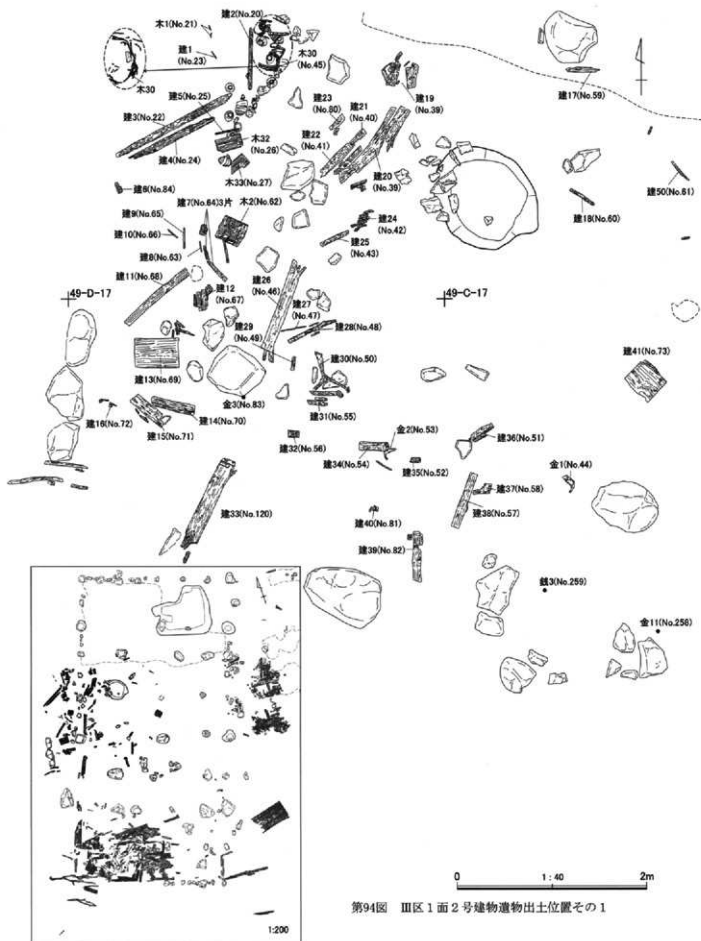 木1(No.21)
建2(No.20)
建1
(No.23)
木30
木30
(No.45)
建5(No.25)
建3(No.22)
建4(No.24)
木32
(No.26)
木33(No.27)
建23
(No.80)
建21
(No.40)
建22
(No.41)
建19
(No.39)
建20
(No.39)
建17(No.59)
建50(No.61)
建18(No.60)
建6(No.84)
建7(No.64)3片
木2(No.62)
建9(No.65)
建10(No.66)
建8(No.63)
建24
(No.42)
建25
(No.43)
建11(No.68)
建12
(No.67)
建26
(No.46)
建27
(No.47)
49-D-17
49-C-17
建28(No.48)
建29
(No.49)
建30(No.50)
建13(No.69)
建41(No.73)
建16(No.72)
建15(No.71)
建14(No.70)
金3(No.83)
建31(No.55)
建32(No.56)
金2(No.53)
建34(No.54)
建35(No.52)
建36(No.51)
金1(No.44)
建37(No.58)
建38(No.57)
建33(No.120)
建40(No.81)
建39(No.82)
銭3(No.259)
金11(No.258)
0
1:40
2m
1:200
第94図 Ⅲ区1面2号建物遺物出土位置その1